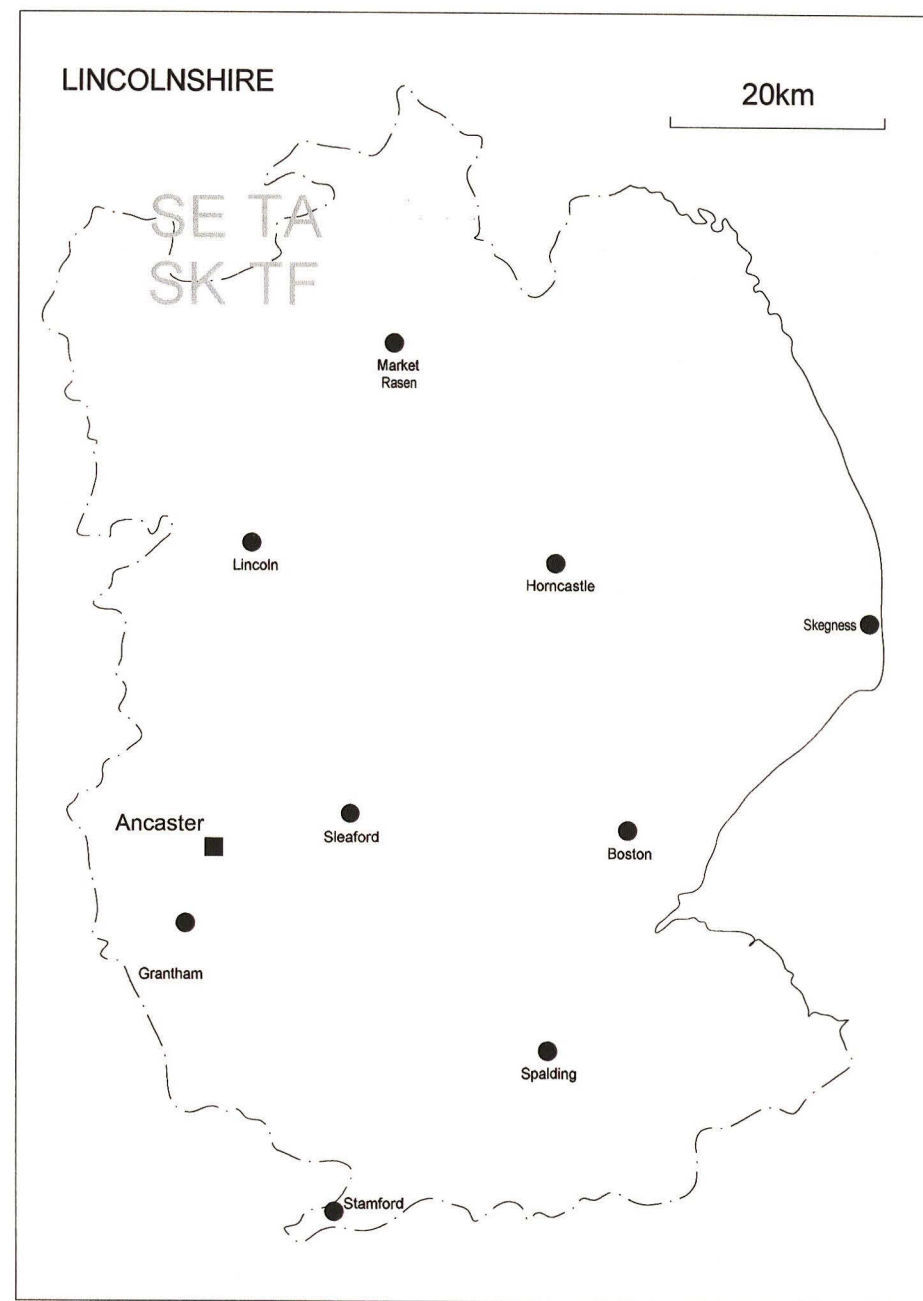 LINCOLNSHIRE
20km
SE TA
SK TF
Market
Rasen
Lincoln
Horncastle
Skegness
Ancaster
Sleaford
Boston
Grantham
Spalding
Stamford